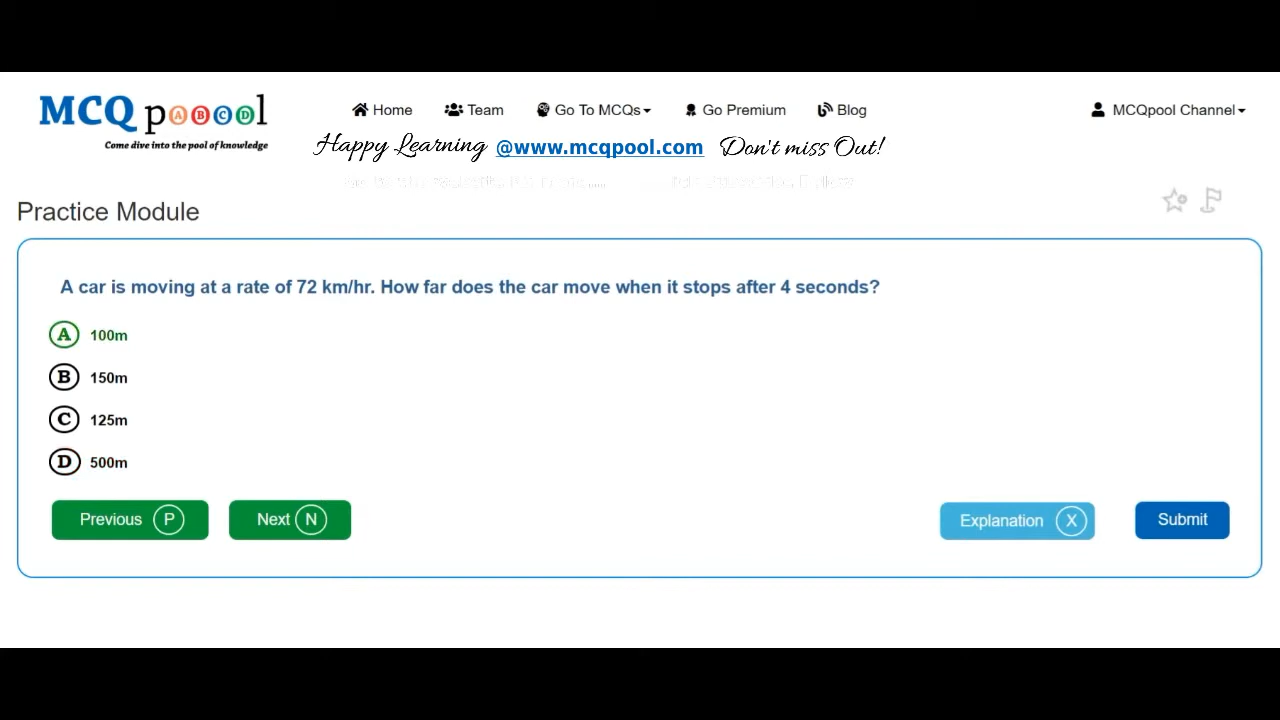 MCQ pABCDl
Come dive into the pool of knowledge
Home Team Go To MCQs Go Premium Blog MCQpool Channel
Happy Learning @www.mcqpool.com Don't miss Out!
Practice Module
A car is moving at a rate of 72 km/hr. How far does the car move when it stops after 4 seconds?
A 100m
B 150m
C 125m
D 500m
Previous P Next N Explanation X Submit